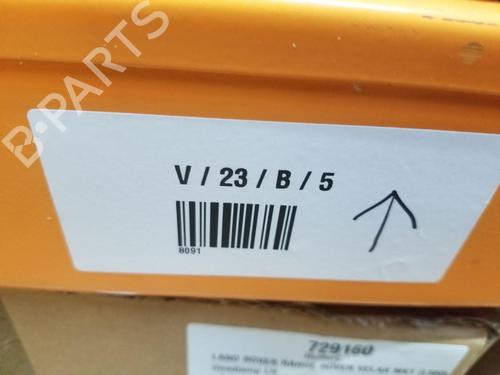 B-PARTS
V / 23 / B / 5
8091
729160
LAND ROVER RANGE ROVER VELAR